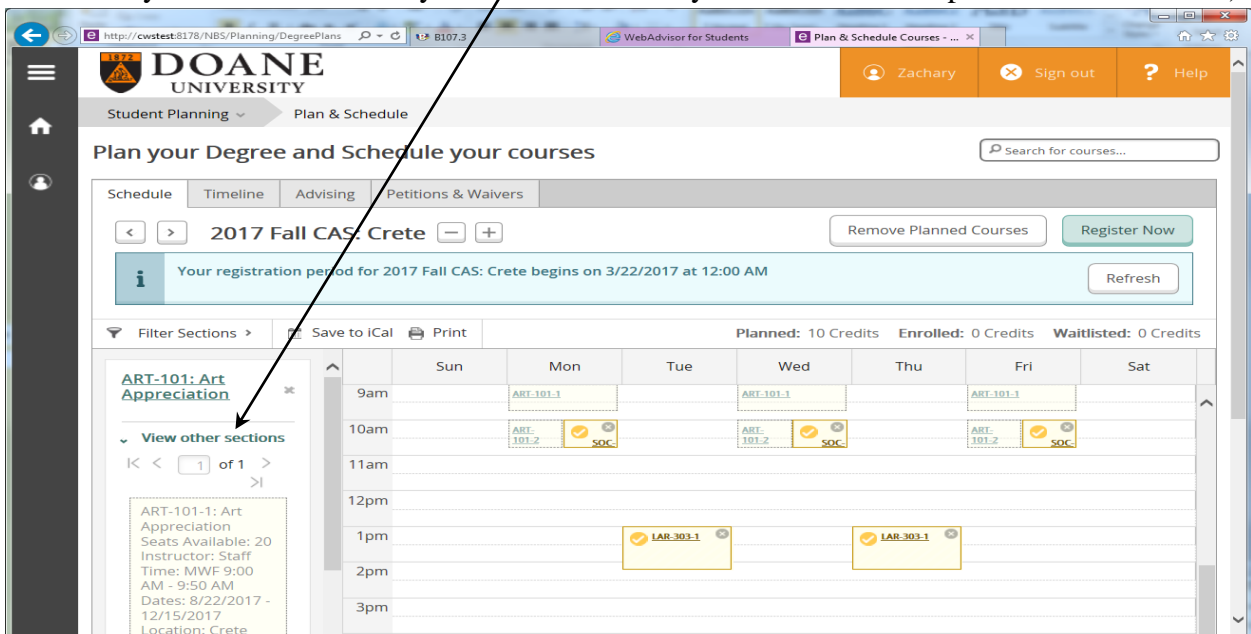 http://cwstest:8178/NBS/Planning/DegreePlans
B107.3
WebAdvisor for Students
Plan & Schedule Courses - ...
1872
DOANE
UNIVERSITY
Zachary
Sign out
? Help
Student Planning
Plan & Schedule
Plan your Degree and Schedule your courses
Search for courses...
Schedule
Timeline
Advising
Petitions & Waivers
< > 2017 Fall CAS: Crete − +
Remove Planned Courses
Register Now
i Your registration period for 2017 Fall CAS: Crete begins on 3/22/2017 at 12:00 AM
Refresh
Filter Sections >
Save to iCal
Print
Planned: 10 Credits Enrolled: 0 Credits Waitlisted: 0 Credits
ART-101: Art
Appreciation
View other sections
|< < 1 of 1 >
>|
ART-101-1: Art
Appreciation
Seats Available: 20
Instructor: Staff
Time: MWF 9:00
AM - 9:50 AM
Dates: 8/22/2017 -
12/15/2017
Location: Crete
Sun Mon Tue Wed Thu Fri Sat
9am ART-101-1 ART-101-1 ART-101-1
10am ART- ART- ART-
101-2 SOC- 101-2 SOC- 101-2 SOC-
11am
12pm
1pm LAR-303-1 LAR-303-1
2pm
3pm